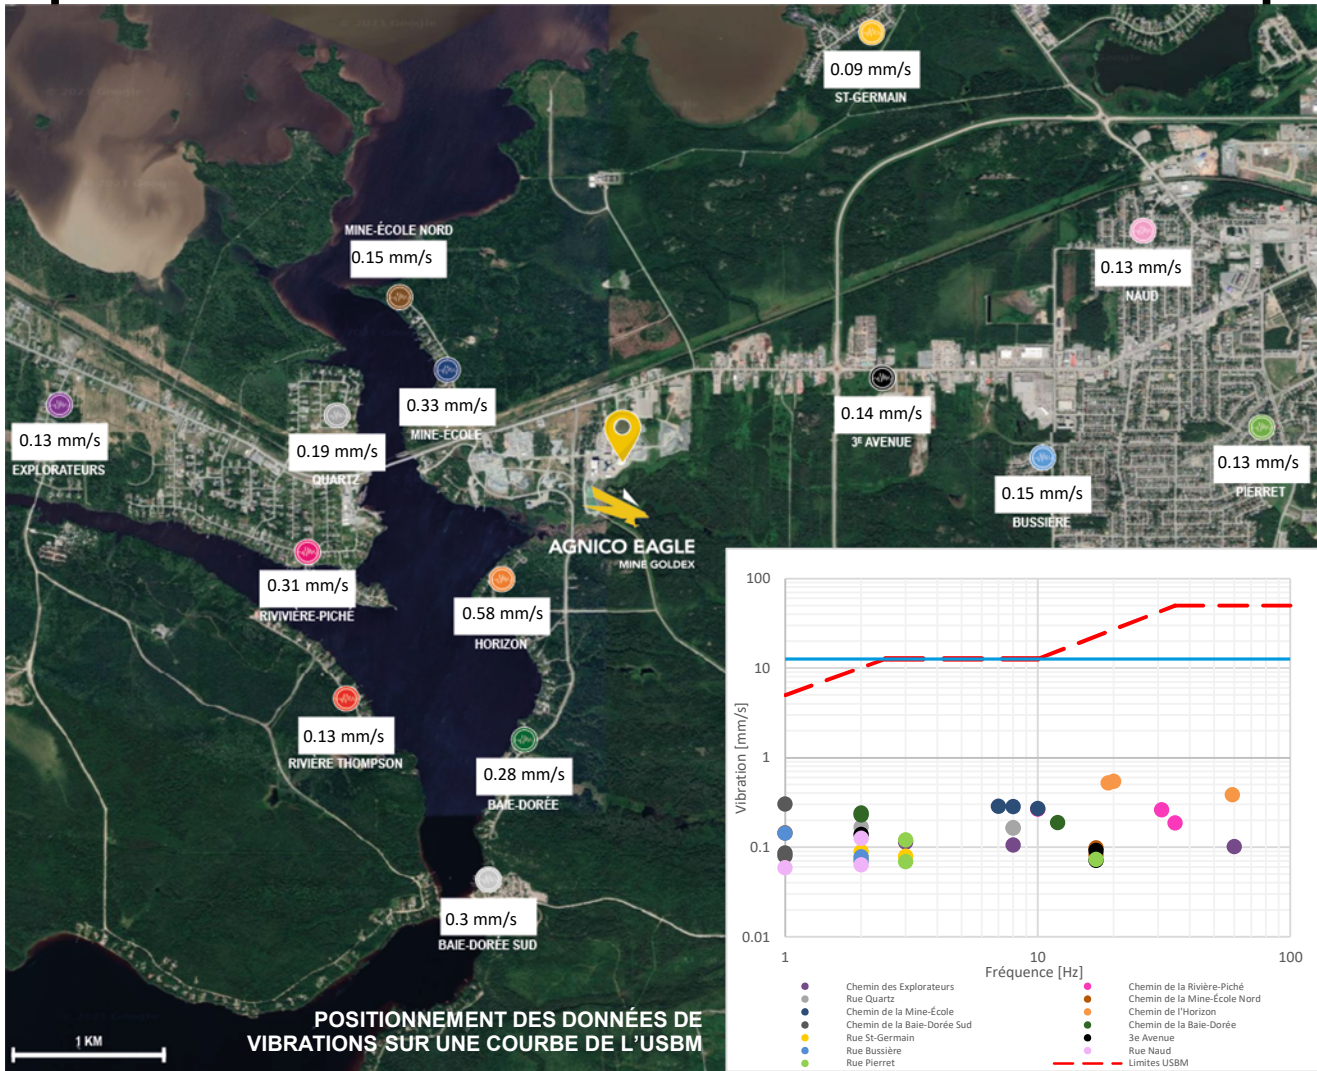 0.09 mm/s
ST-GERMAIN
MINE-ÉCOLE NORD
0.15 mm/s
0.13 mm/s
NAUD
0.33 mm/s
MINE-ÉCOLE
0.13 mm/s
EXPLORATEURS
0.19 mm/s
QUARTZ
0.14 mm/s
3E AVENUE
0.13 mm/s
PIERRET
0.15 mm/s
BUSSIÈRE
AGNICO EAGLE
MINE GOLDEX
0.31 mm/s
RIVIVIÈRE-PICHÉ
0.58 mm/s
HORIZON
0.13 mm/s
RIVIÈRE THOMPSON
0.28 mm/s
BAIE-DORÉE
0.3 mm/s
BAIE-DORÉE SUD
POSITIONNEMENT DES DONNÉES DE
VIBRATIONS SUR UNE COURBE DE L'USBM
1 KM
100
10
1
0.1
0.01
Vibration [mm/s]
1 10 100
Fréquence [Hz]
Chemin des Explorateurs
Chemin de la Rivière-Piché
Rue Quartz
Chemin de la Mine-École Nord
Chemin de la Mine-École
Chemin de l'Horizon
Chemin de la Baie-Dorée Sud
Chemin de la Baie-Dorée
Rue St-Germain
3e Avenue
Rue Bussière
Rue Naud
Rue Pierret
Limites USBM